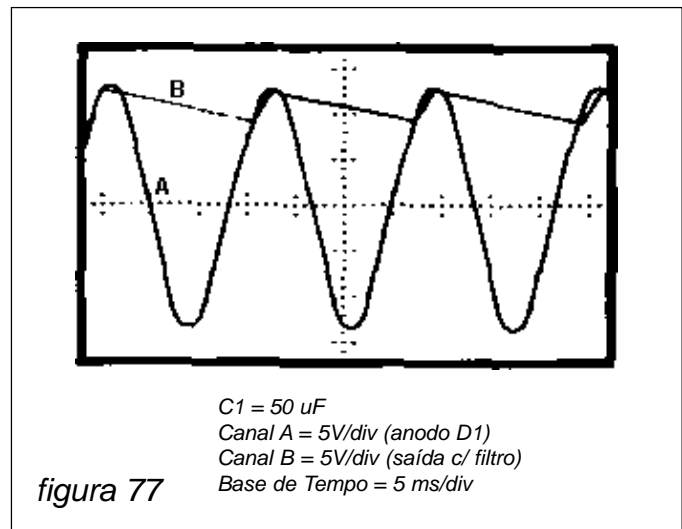 B
A
C1 = 50 uF
Canal A = 5V/div (anodo D1)
Canal B = 5V/div (saída c/ filtro)
Base de Tempo = 5 ms/div
figura 77